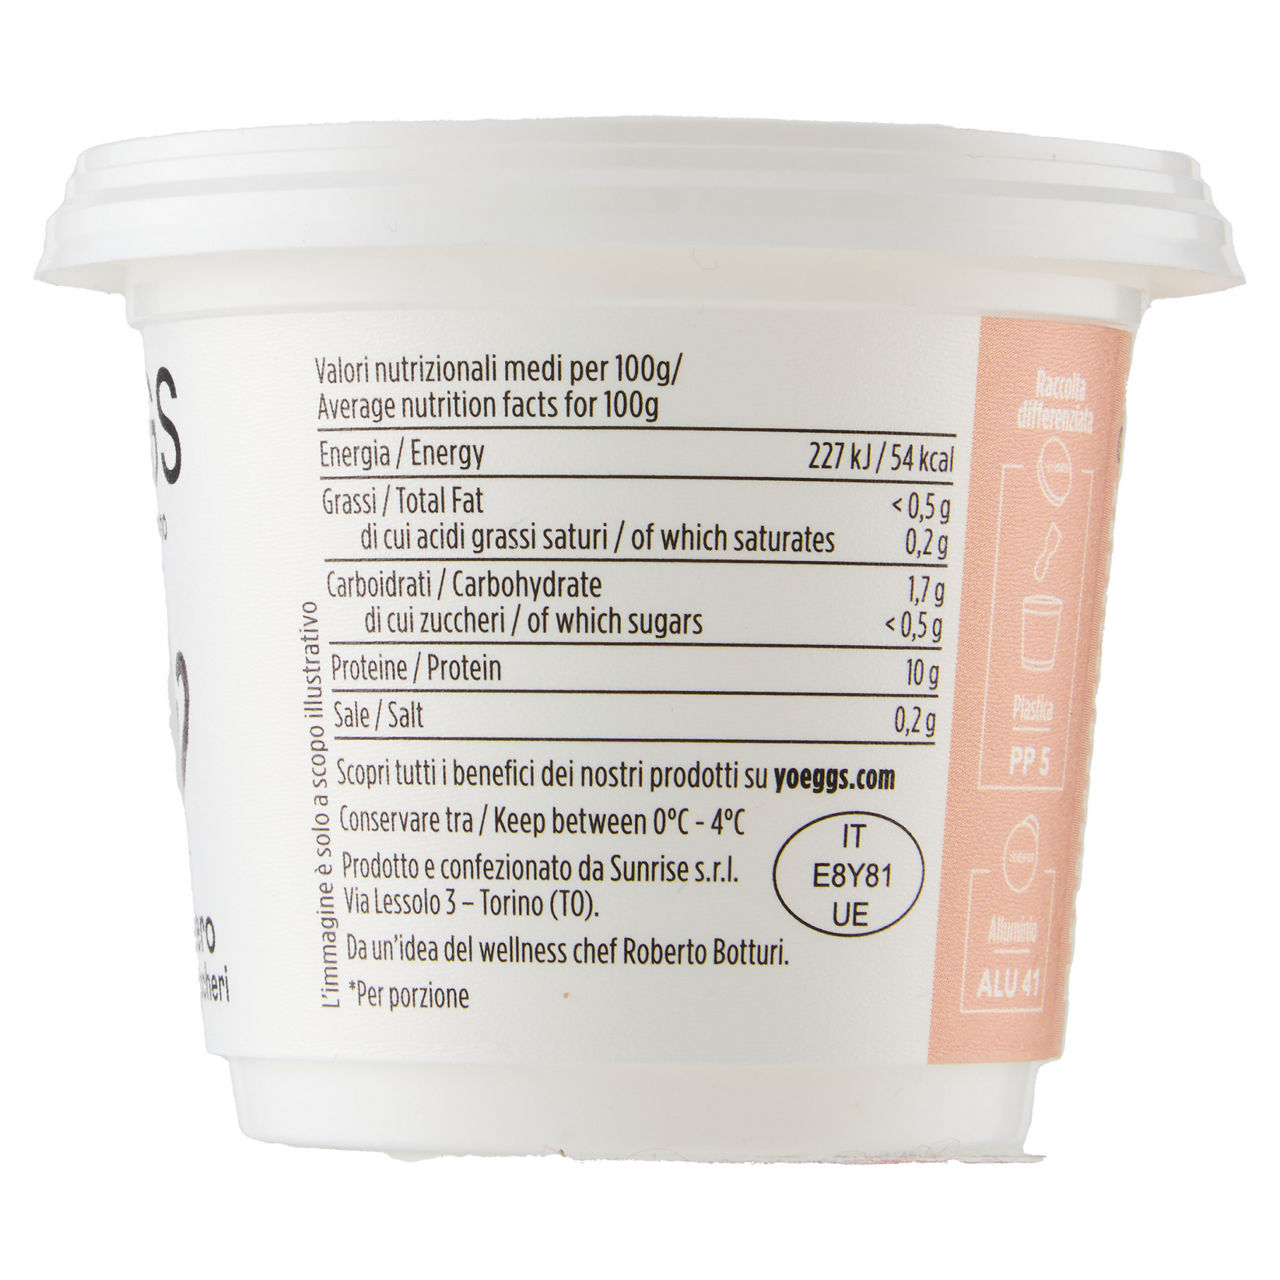 GS
Valori nutrizionali medi per 100g/
Average nutrition facts for 100g
Energia / Energy 227 kJ / 54 kcal
Grassi / Total Fat < 0,5 g
di cui acidi grassi saturi / of which saturates 0,2 g
Carboidrati / Carbohydrate 1,7 g
di cui zuccheri / of which sugars < 0,5 g
Proteine / Protein 10 g
Sale / Salt 0,2 g
Scopri tutti i benefici dei nostri prodotti su yoeggs.com
Conservare tra / Keep between 0°C - 4°C
Prodotto e confezionato da Sunrise s.r.l.
Via Lessolo 3 – Torino (TO).
Da un'idea del wellness chef Roberto Botturi.
*Per porzione
L'immagine è solo a scopo illustrativo
IT
E8Y81
UE
Raccolta
differenziata
Plastica
PP 5
Alluminio
ALU 41